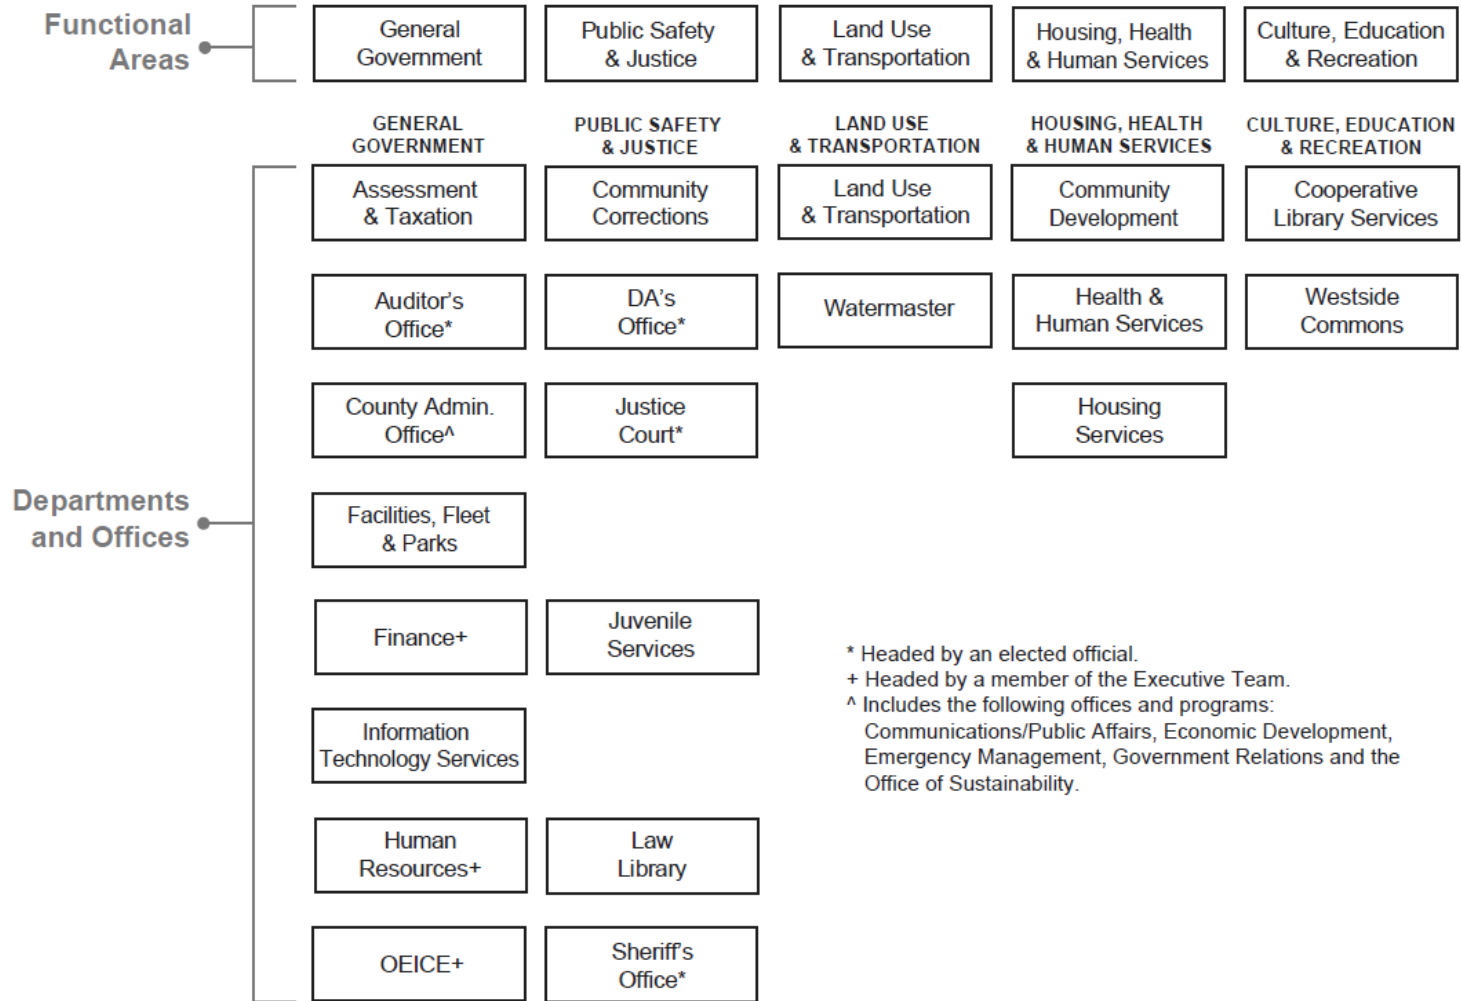 Functional
Areas
General
Government
Public Safety
& Justice
Land Use
& Transportation
Housing, Health
& Human Services
Culture, Education
& Recreation
GENERAL
GOVERNMENT
PUBLIC SAFETY
& JUSTICE
LAND USE
& TRANSPORTATION
HOUSING, HEALTH
& HUMAN SERVICES
CULTURE, EDUCATION
& RECREATION
Departments
and Offices
Assessment
& Taxation
Community
Corrections
Land Use
& Transportation
Community
Development
Cooperative
Library Services
Auditor's
Office*
DA's
Office*
Watermaster
Health &
Human Services
Westside
Commons
County Admin.
Office^
Justice
Court*
Housing
Services
Facilities, Fleet
& Parks
Finance+
Juvenile
Services
Information
Technology Services
Human
Resources+
Law
Library
OEICE+
Sheriff's
Office*
* Headed by an elected official.
+ Headed by a member of the Executive Team.
^ Includes the following offices and programs:
Communications/Public Affairs, Economic Development,
Emergency Management, Government Relations and the
Office of Sustainability.